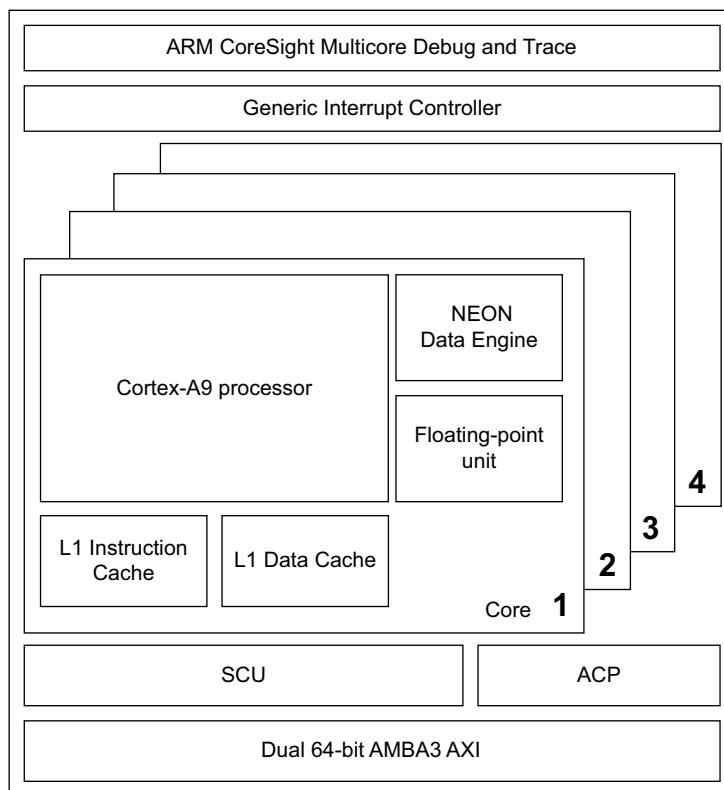 ARM CoreSight Multicore Debug and Trace
Generic Interrupt Controller
NEON
Data Engine
Cortex-A9 processor
Floating-point
unit
4
3
L1 Instruction
Cache
L1 Data Cache
2
Core 1
SCU
ACP
Dual 64-bit AMBA3 AXI